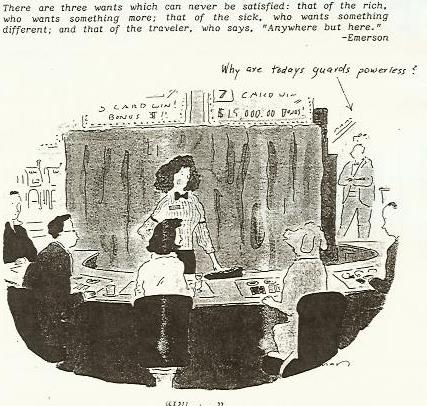 There are three wants which can never be satisfied: that of the rich,
who wants something more; that of the sick, who wants something
different; and that of the traveler, who says, "Anywhere but here."
-Emerson
Why are todays guards powerless?
CARD WIN!
BONUS
7 CARD WIN
$15,000.00